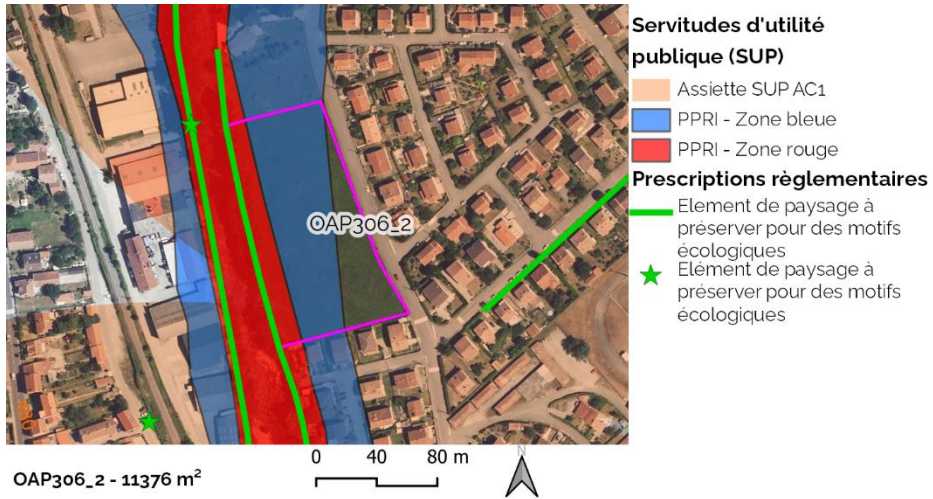 Servitudes d'utilité
publique (SUP)
Assiette SUP AC1
PPRI - Zone bleue
PPRI - Zone rouge
Prescriptions règlementaires
Element de paysage à
préserver pour des motifs
écologiques
Elément de paysage à
préserver pour des motifs
écologiques
OAP306_2
OAP306_2 - 11376 m²
0 40 80 m
N